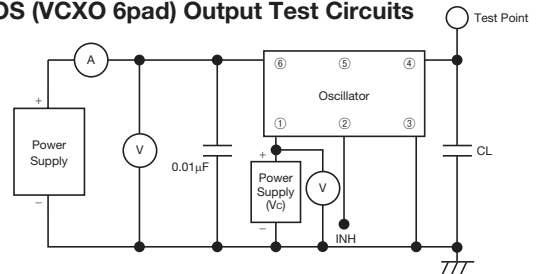 OS (VCXO 6pad) Output Test Circuits
Test Point
A
⑥ ⑤ ④
Oscillator
① ② ③
+
Power
Supply
−
V
0.01μF
+
Power
Supply
(Vc)
−
V
INH
CL